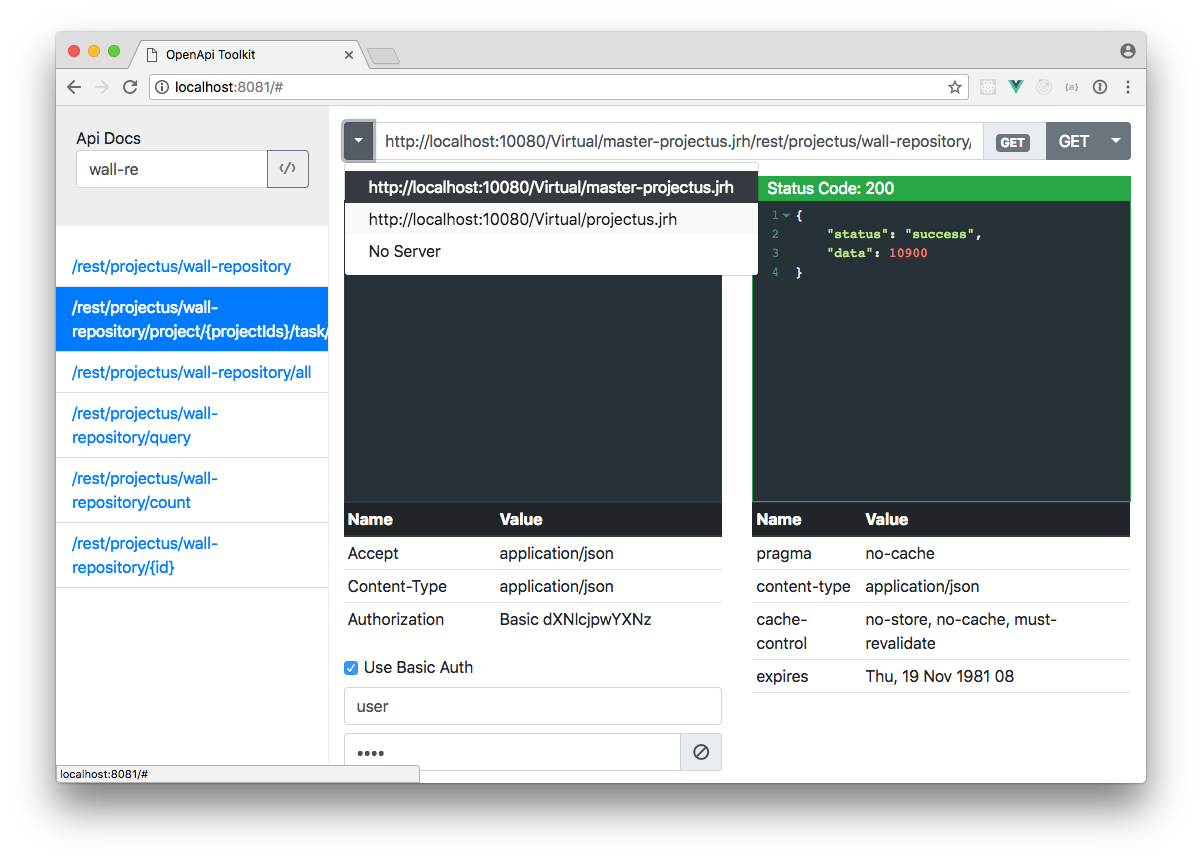 OpenApi Toolkit
localhost:8081/#
Api Docs
wall-re
/rest/projectus/wall-repository
/rest/projectus/wall-
repository/project/{projectIds}/task/
/rest/projectus/wall-repository/all
/rest/projectus/wall-
repository/query
/rest/projectus/wall-
repository/count
/rest/projectus/wall-
repository/{id}
http://localhost:10080/Virtual/master-projectus.jrh/rest/projectus/wall-repository/
GET
GET
http://localhost:10080/Virtual/master-projectus.jrh
http://localhost:10080/Virtual/projectus.jrh
No Server
Status Code: 200
1 {
2 "status": "success",
3 "data": 10900
4 }
Name Value
Accept application/json
Content-Type application/json
Authorization Basic dXNlcjpwYXNz
Use Basic Auth
user
••••
Name Value
pragma no-cache
content-type application/json
cache-
control
no-store, no-cache, must-
revalidate
expires Thu, 19 Nov 1981 08
localhost:8081/#